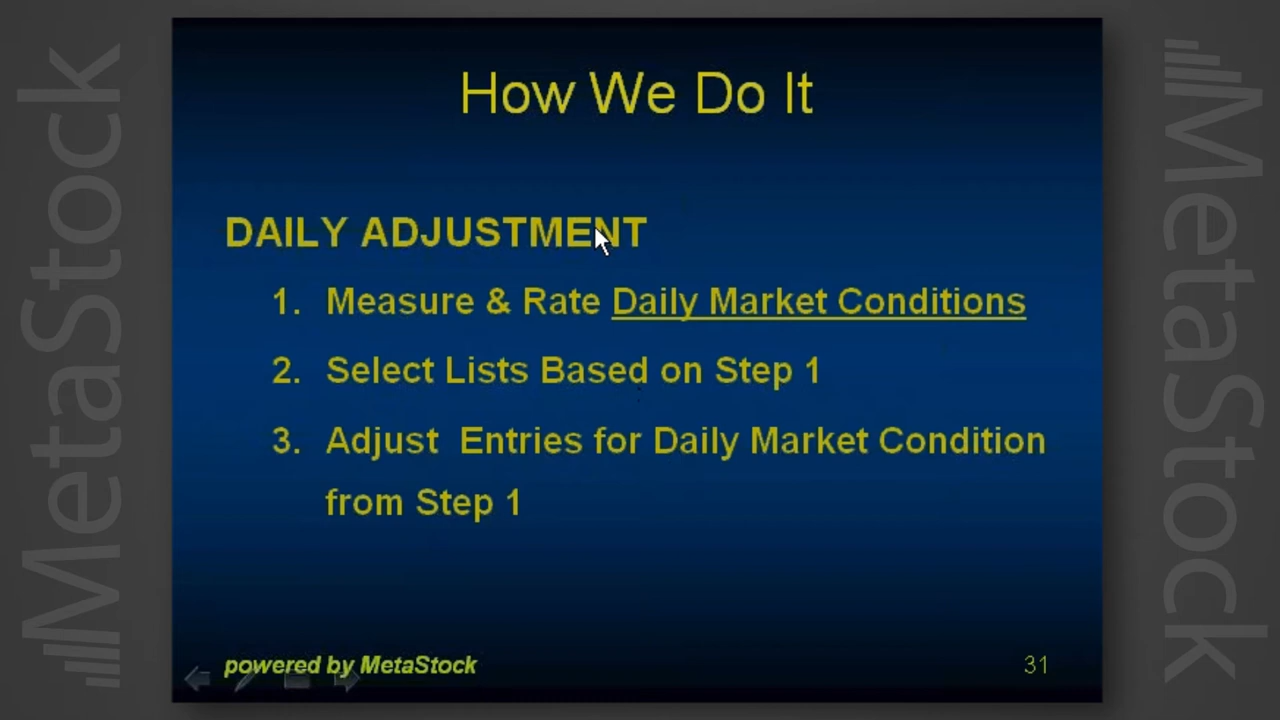 How We Do It
DAILY ADJUSTMENT
1. Measure & Rate Daily Market Conditions
2. Select Lists Based on Step 1
3. Adjust Entries for Daily Market Condition
from Step 1
powered by MetaStock
31
MetaStock
MetaStock